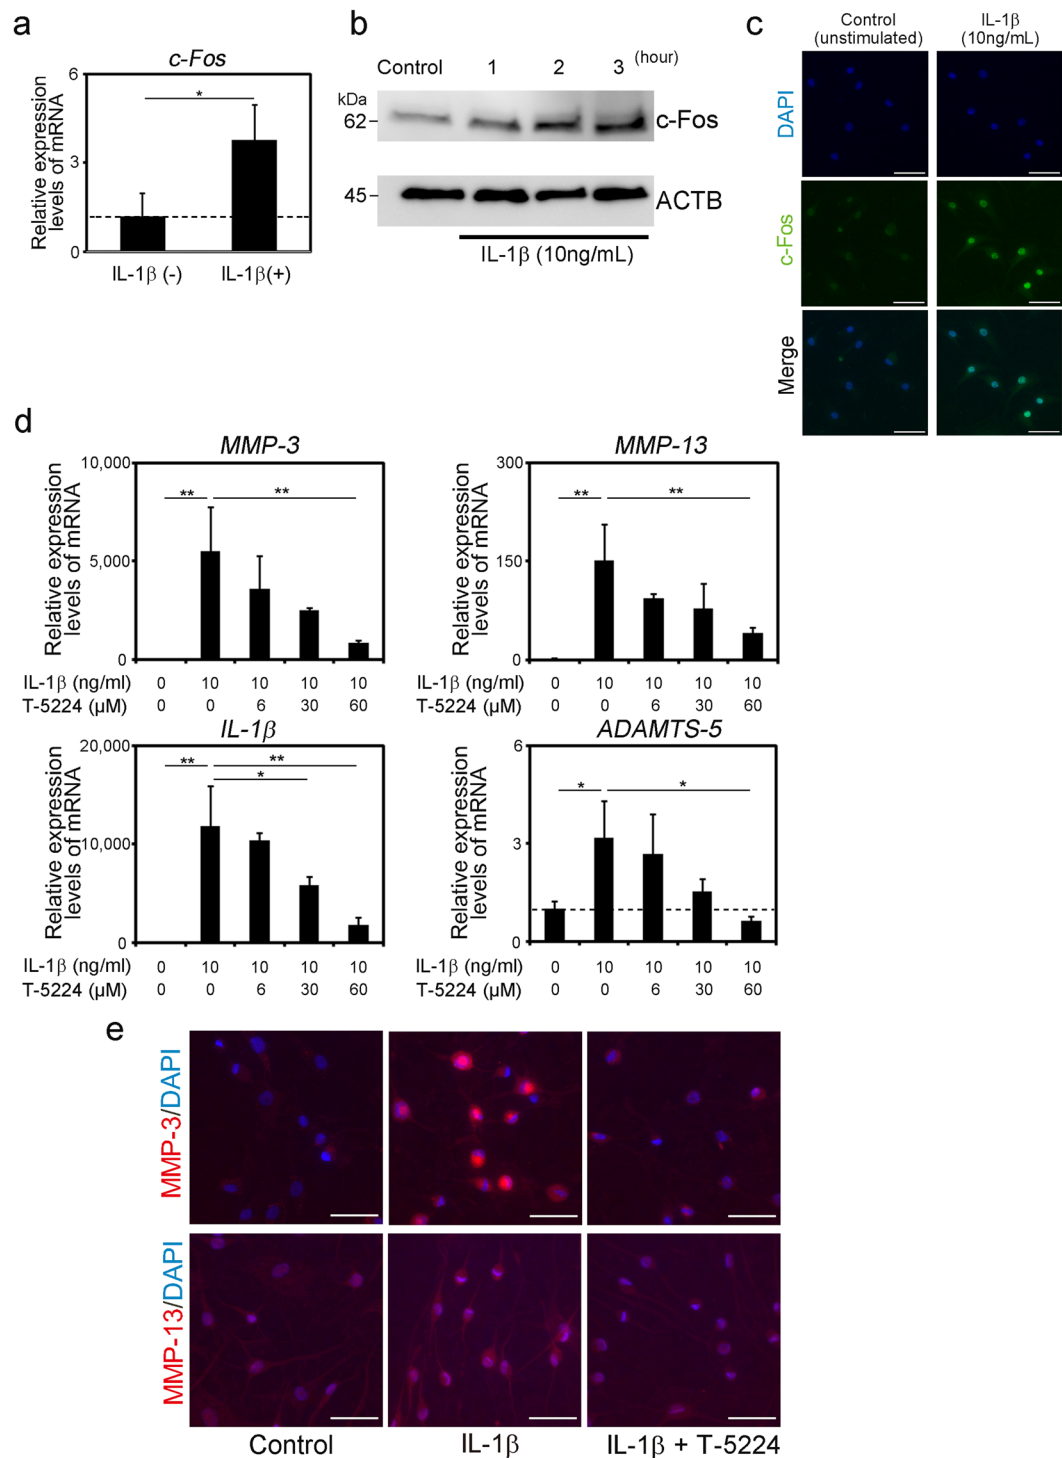 a
c-Fos
Relative expression
levels of mRNA
6
3
0
*
IL-1β (-)
IL-1β(+)
b
Control 1 2 3 (hour)
kDa
62
c-Fos
45
ACTB
IL-1β (10ng/mL)
c
Control
(unstimulated)
IL-1β
(10ng/mL)
DAPI
c-Fos
Merge
d
MMP-3
Relative expression
levels of mRNA
10,000
5,000
0
** **
IL-1β (ng/ml) 0 10 10 10 10
T-5224 (μM) 0 0 6 30 60
MMP-13
Relative expression
levels of mRNA
300
150
0
** **
IL-1β (ng/ml) 0 10 10 10 10
T-5224 (μM) 0 0 6 30 60
IL-1β
Relative expression
levels of mRNA
20,000
10,000
0
** **
*
IL-1β (ng/ml) 0 10 10 10 10
T-5224 (μM) 0 0 6 30 60
ADAMTS-5
Relative expression
levels of mRNA
6
3
0
* *
IL-1β (ng/ml) 0 10 10 10 10
T-5224 (μM) 0 0 6 30 60
e
MMP-3/DAPI
MMP-13/DAPI
Control
IL-1β
IL-1β + T-5224